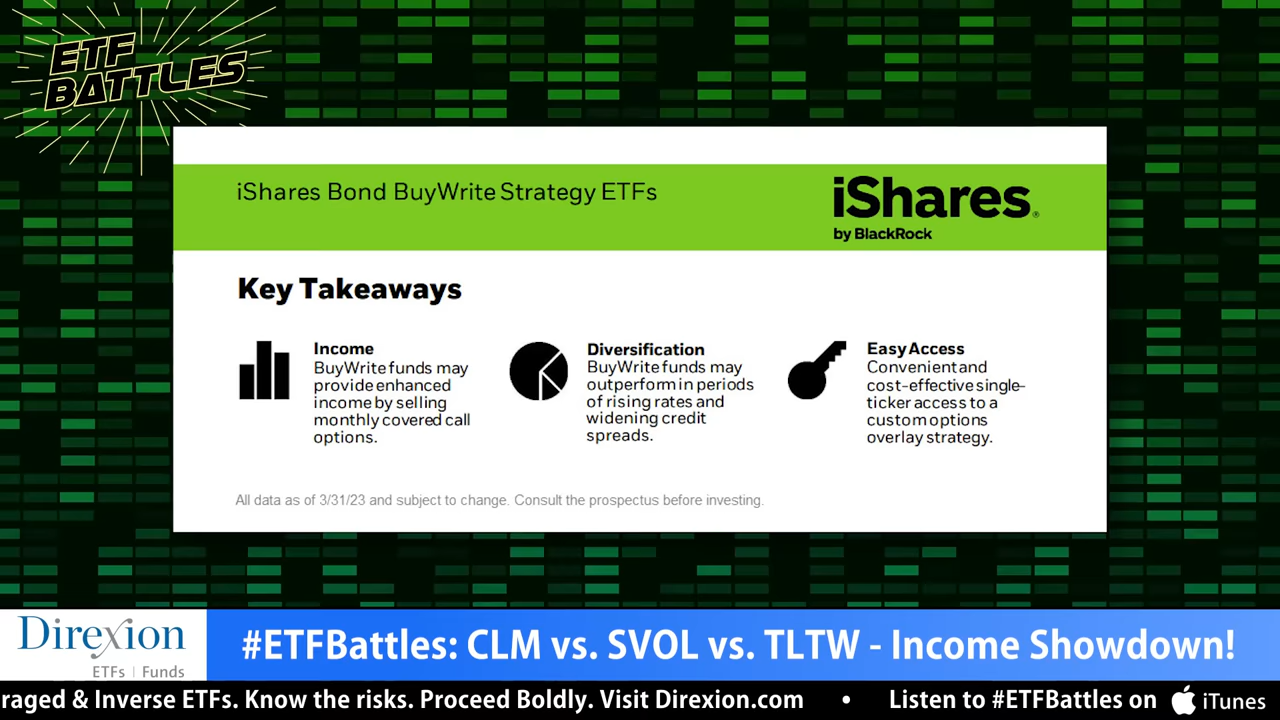 ETF
BATTLES
iShares Bond BuyWrite Strategy ETFs
iShares®
by BlackRock
Key Takeaways
Income
BuyWrite funds may
provide enhanced
income by selling
monthly covered call
options.
Diversification
BuyWrite funds may
outperform in periods
of rising rates and
widening credit
spreads.
Easy Access
Convenient and
cost-effective single-
ticker access to a
custom options
overlay strategy.
All data as of 3/31/23 and subject to change. Consult the prospectus before investing.
Direxion
ETFs | Funds
#ETFBattles: CLM vs. SVOL vs. TLTW - Income Showdown!
raged & Inverse ETFs. Know the risks. Proceed Boldly. Visit Direxion.com • Listen to #ETFBattles on iTunes